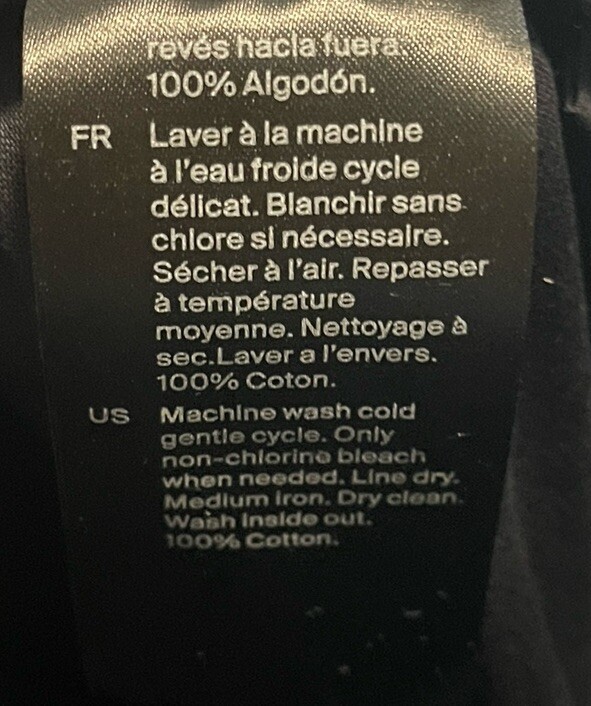 revés hacia fuera.
100% Algodón.
FR Laver à la machine
à l'eau froide cycle
délicat. Blanchir sans
chlore si nécessaire.
Sécher à l'air. Repasser
à température
moyenne. Nettoyage à
sec.Laver a l'envers.
100% Coton.
US Machine wash cold
gentle cycle. Only
non-chlorine bleach
when needed. Line dry.
Medium iron. Dry clean.
Wash inside out.
100% Cotton.